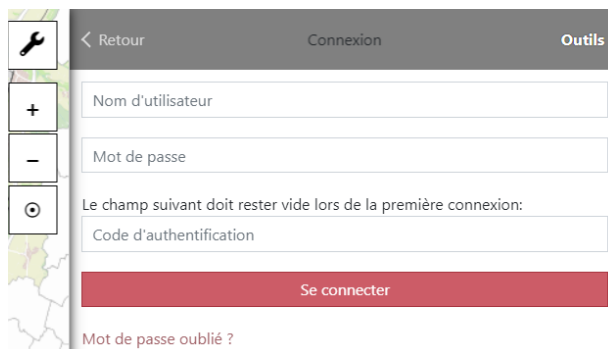 Retour
Connexion
Outils
+
Nom d'utilisateur
−
Mot de passe
Le champ suivant doit rester vide lors de la première connexion:
Code d'authentification
Se connecter
Mot de passe oublié ?